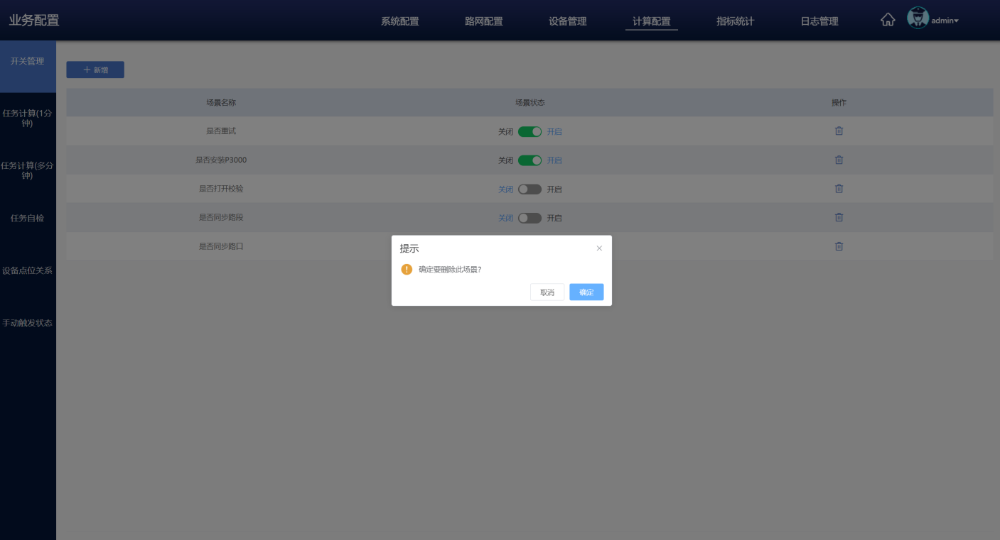 业务配置
系统配置 路网配置 设备管理 计算配置 指标统计 日志管理 admin
开关管理
任务计算(1分
钟)
任务计算(多分
钟)
任务自检
设备点位关系
手动触发状态
新增
场景名称 场景状态 操作
是否重试 关闭 开启
是否安装P3000 关闭 开启
是否打开校验 关闭 开启
是否同步路段 关闭 开启
是否同步路口
提示
确定要删除此场景?
取消 确定